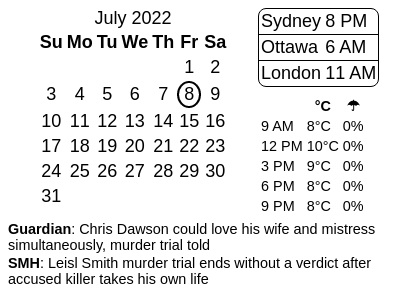 July 2022
Su Mo Tu We Th Fr Sa
1 2
3 4 5 6 7 8 9
10 11 12 13 14 15 16
17 18 19 20 21 22 23
24 25 26 27 28 29 30
31
Sydney 8 PM
Ottawa 6 AM
London 11 AM
°C ☂
9 AM 8°C 0%
12 PM 10°C 0%
3 PM 9°C 0%
6 PM 8°C 0%
9 PM 8°C 0%
Guardian: Chris Dawson could love his wife and mistress
simultaneously, murder trial told
SMH: Leisl Smith murder trial ends without a verdict after
accused killer takes his own life